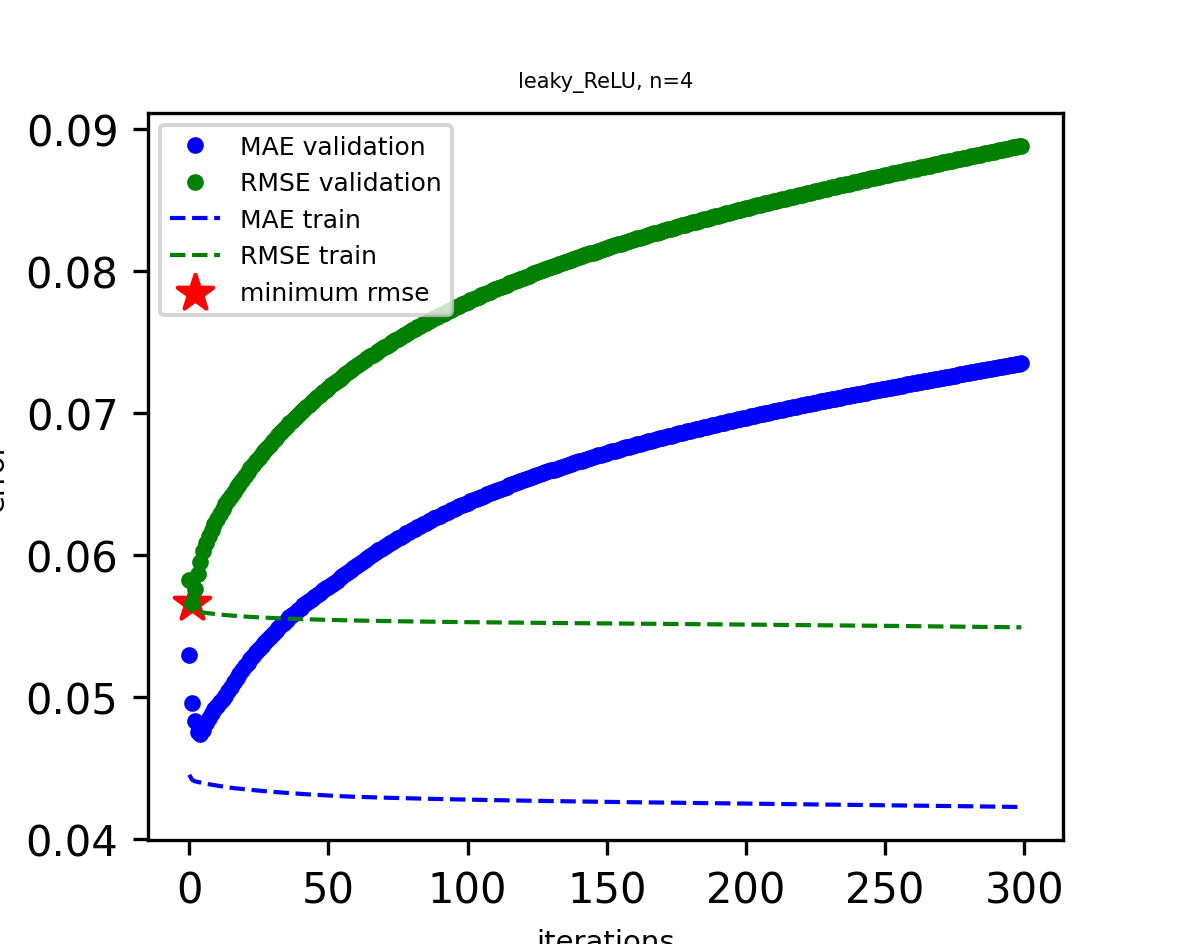 leaky_ReLU, n=4
0.09
0.08
0.07
0.06
0.05
0.04
MAE validation
RMSE validation
MAE train
RMSE train
minimum rmse
0 50 100 150 200 250 300
iterations